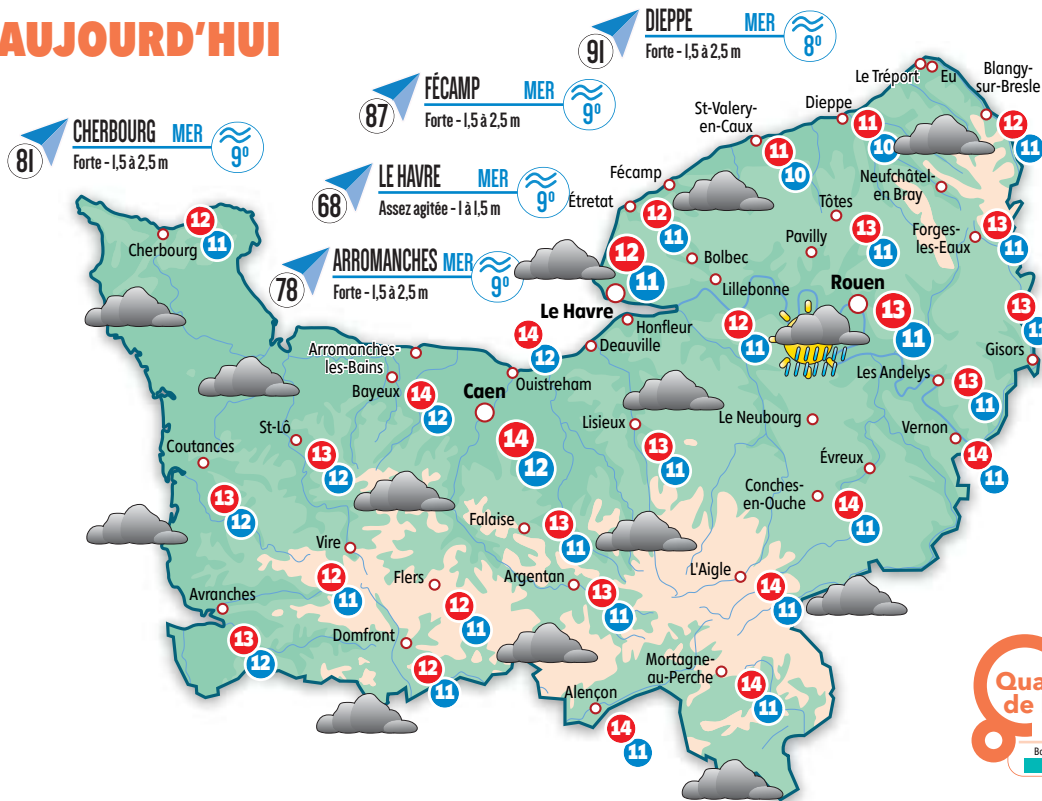 AUJOURD'HUI
91
DIEPPE MER
Forte - 1,5 à 2,5 m
8°
87
FÉCAMP MER
Forte - 1,5 à 2,5 m
9°
81
CHERBOURG MER
Forte - 1,5 à 2,5 m
9°
68
LE HAVRE MER
Assez agitée - 1 à 1,5 m
9°
78
ARROMANCHES MER
Forte - 1,5 à 2,5 m
9°
Le Tréport
Eu
Blangy-
sur-Bresle
12
11
Dieppe
11
10
St-Valery-
en-Caux
11
10
Neufchâtel-
en Bray
Fécamp
Étretat
12
11
Tôtes
13
11
Pavilly
Forges-
les-Eaux
13
11
Cherbourg
12
11
Bolbec
12
11
Le Havre
Lillebonne
12
11
Rouen
13
11
Honfleur
Deauville
13
12
Gisors
14
12
Ouistreham
Arromanches-
les-Bains
Bayeux
14
12
Caen
14
12
Les Andelys
13
11
Le Neubourg
Lisieux
13
11
Vernon
14
11
St-Lô
13
12
Coutances
13
12
Évreux
Conches-
en-Ouche
14
11
Falaise
13
11
Vire
12
11
Flers
12
11
Argentan
13
11
L'Aigle
14
11
Avranches
13
12
Domfront
12
11
Mortagne-
au-Perche
14
11
Alençon
14
11
de